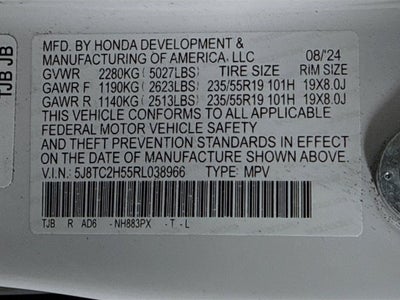 TJB JB
MFD. BY HONDA DEVELOPMENT &
MANUFACTURING OF AMERICA, LLC 08/'24
GVWR 2280KG (5027LBS) TIRE SIZE RIM SIZE
GAWR F 1190KG (2623LBS) 235/55R19 101H 19X8.0J
GAWR R 1140KG (2513LBS) 235/55R19 101H 19X8.0J
THIS VEHICLE CONFORMS TO ALL APPLICABLE
FEDERAL MOTOR VEHICLE SAFETY
AND THEFT PREVENTION STANDARDS IN EFFECT
ON THE DATE OF MANUFACTURE SHOWN ABOVE.
V.I.N: 5J8TC2H55RL038966 TYPE: MPV
TJB R AD6 -NH883PX -T -L